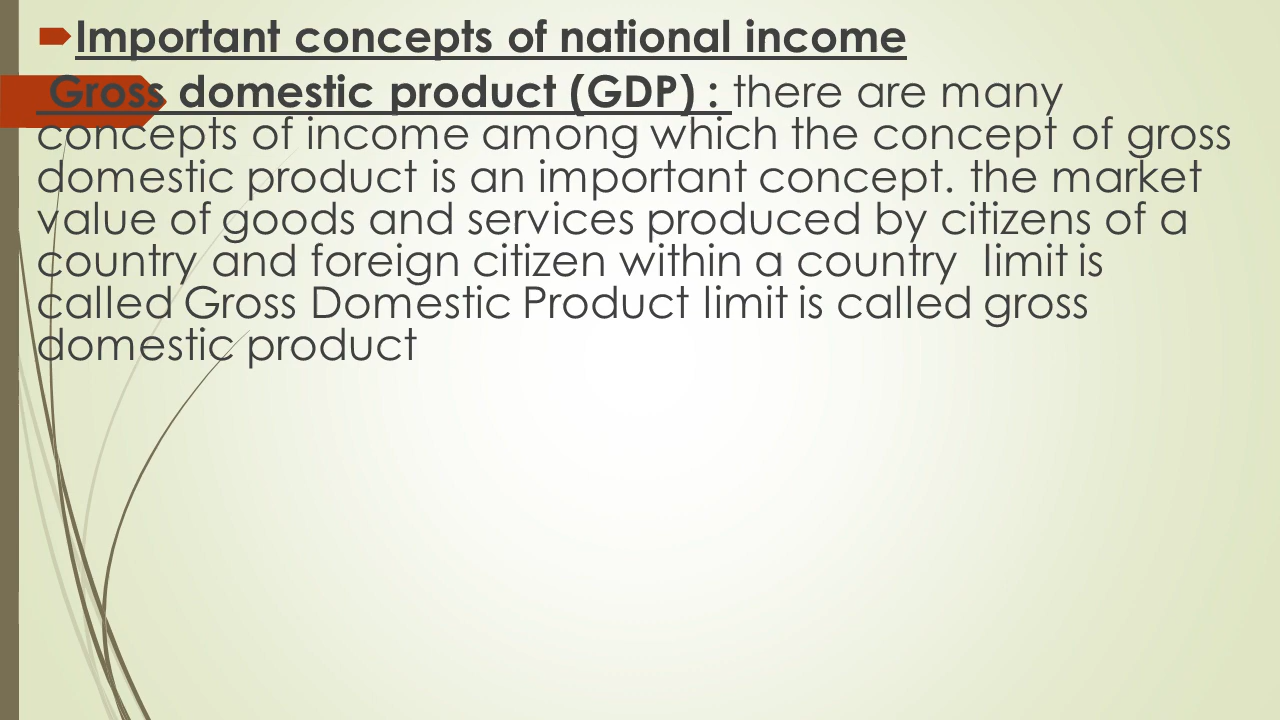 Important concepts of national income
Gross domestic product (GDP) : there are many
concepts of income among which the concept of gross
domestic product is an important concept. the market
value of goods and services produced by citizens of a
country and foreign citizen within a country limit is
called Gross Domestic Product limit is called gross
domestic product